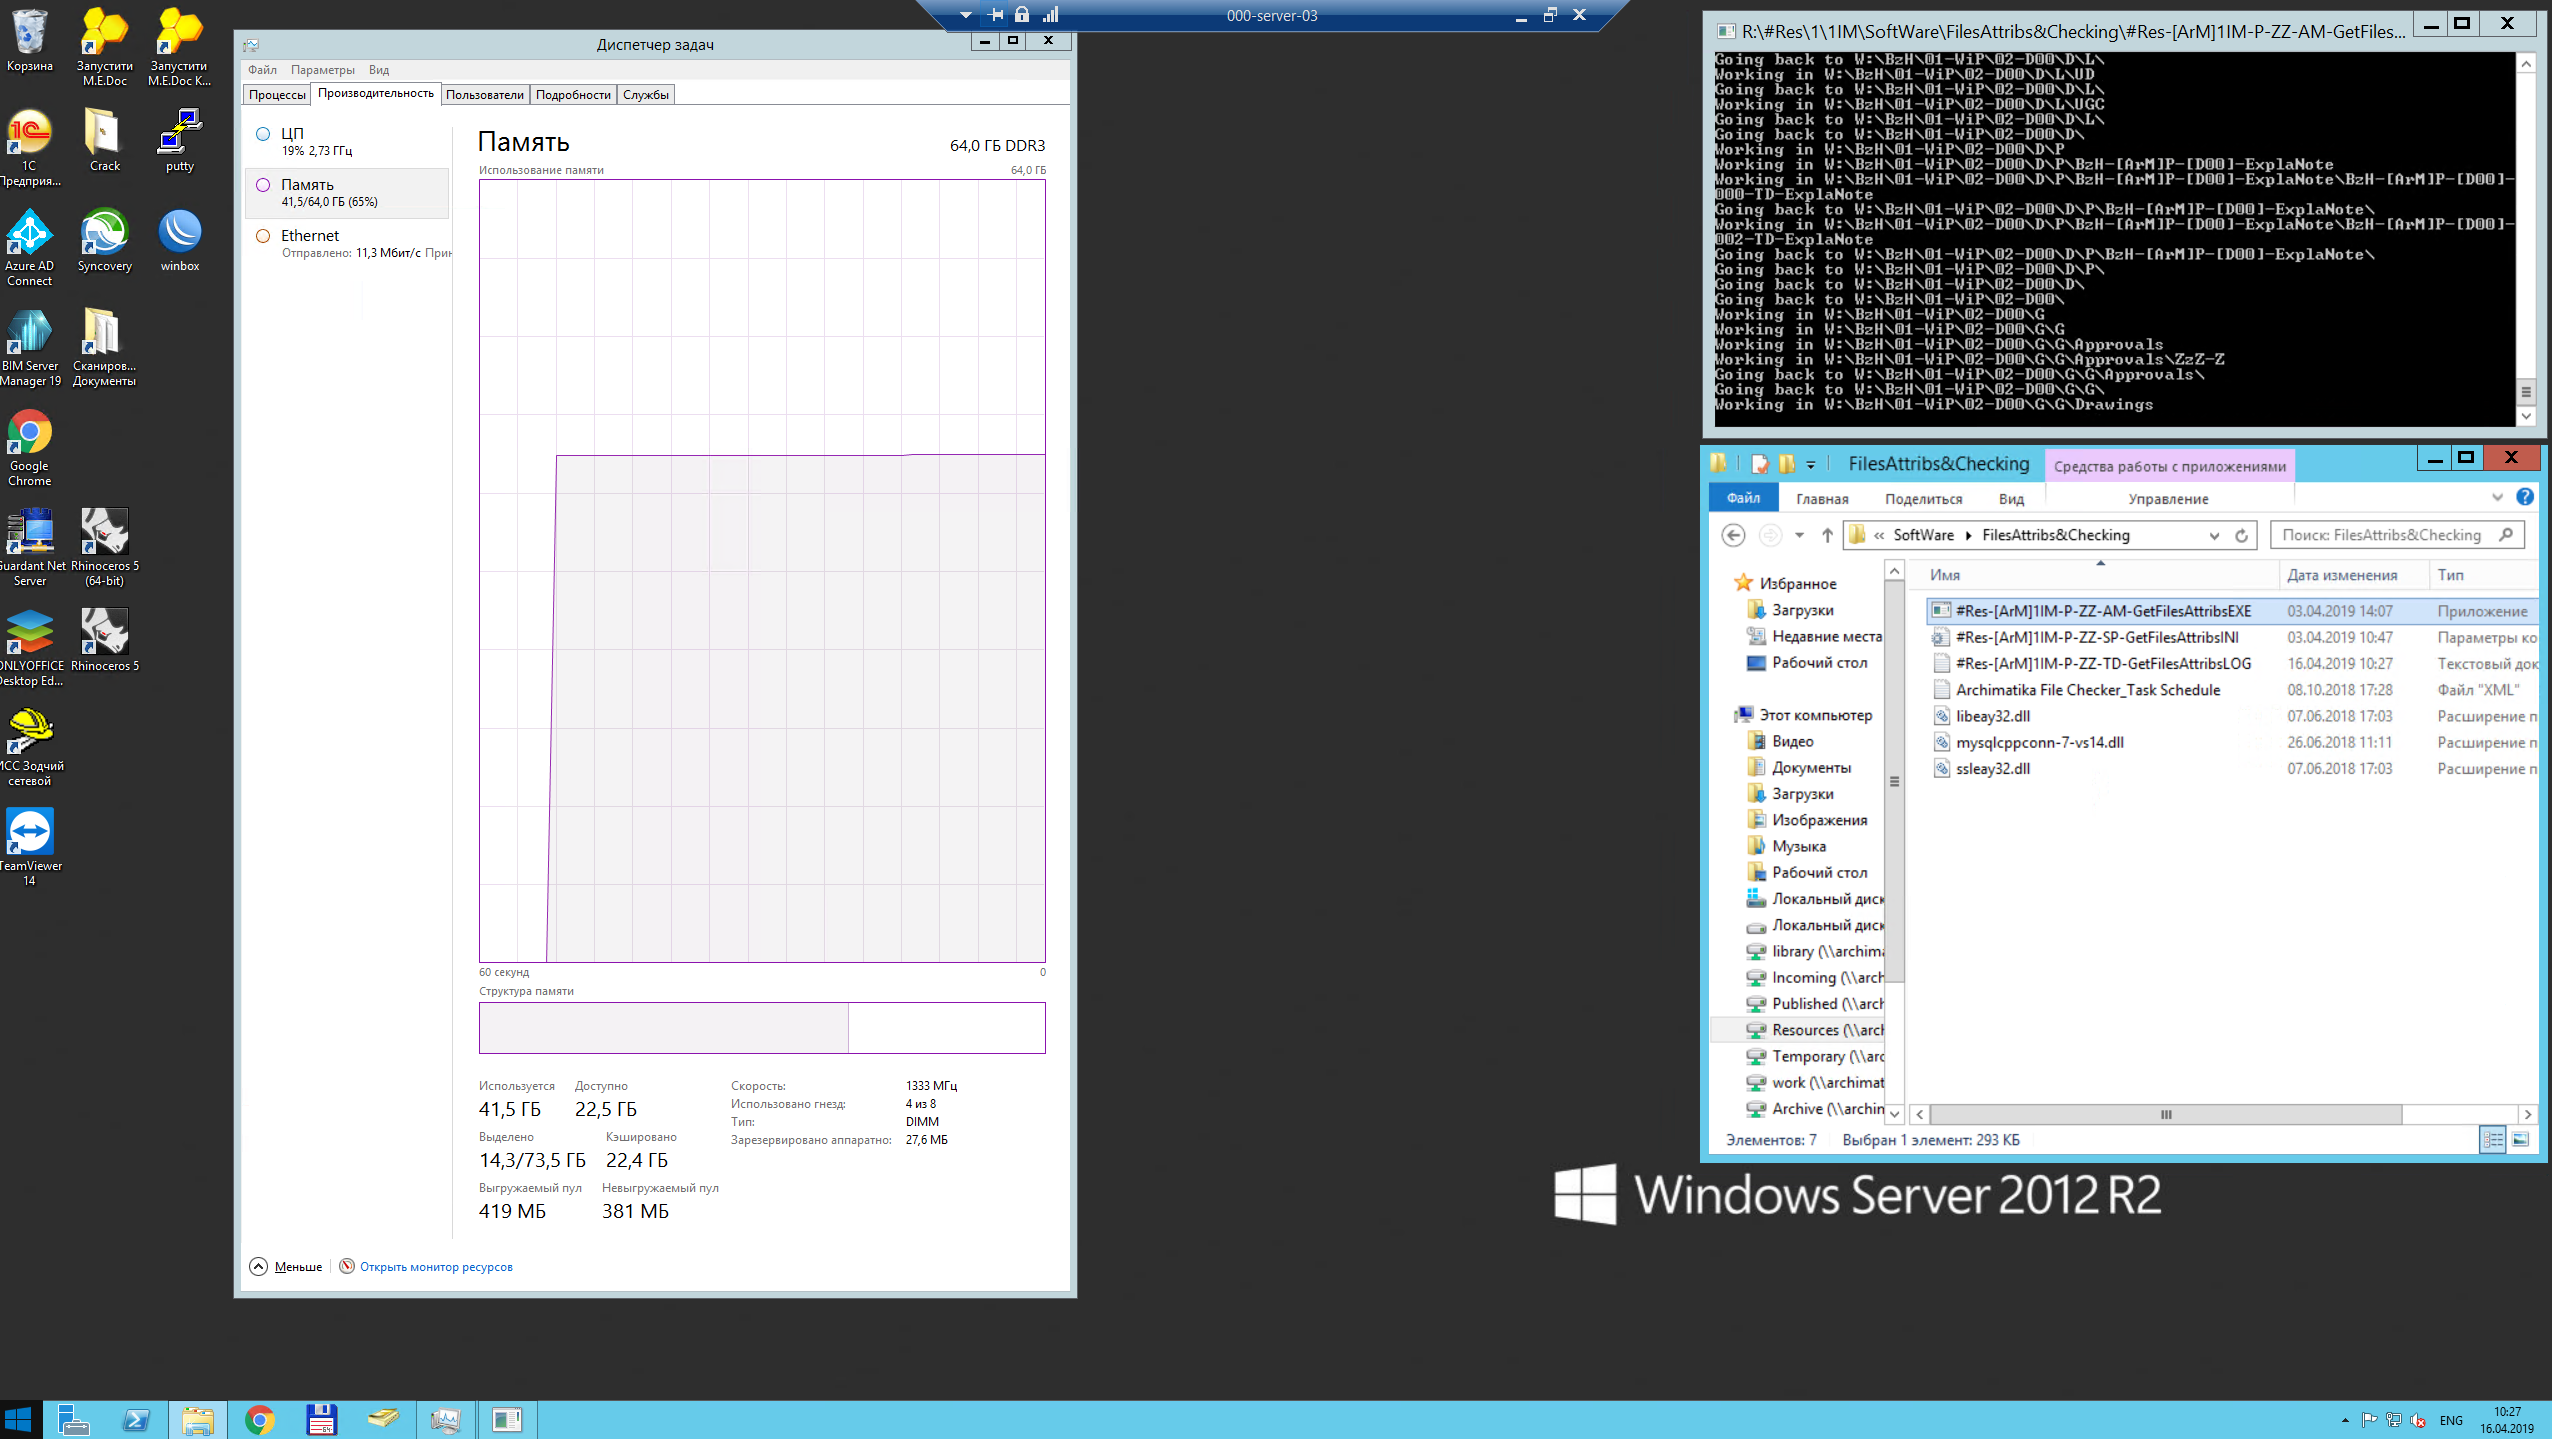 Корзина
Запустити M.E.Doc
Запустити M.E.Doc К...
1С Предприя...
Crack
putty
Azure AD Connect
Syncovery
winbox
BIM Server Manager 19
Сканиров... Документы
Google Chrome
Guardant Net Server
Rhinoceros 5 (64-bit)
ONLYOFFICE Desktop Ed...
Rhinoceros 5
МСС Зодчий сетевой
TeamViewer 14
000-server-03
Диспетчер задач
Файл Параметры Вид
Процессы Производительность Пользователи Подробности Службы
ЦП
19% 2,73 ГГц
Память
41,5/64,0 ГБ (65%)
Ethernet
Отправлено: 11,3 Мбит/с Прин
Память
64,0 ГБ DDR3
Использование памяти
64,0 ГБ
60 секунд
0
Структура памяти
Используется Доступно
41,5 ГБ 22,5 ГБ
Выделено Кэшировано
14,3/73,5 ГБ 22,4 ГБ
Выгружаемый пул Невыгружаемый пул
419 МБ 381 МБ
Скорость: 1333 МГц
Использовано гнезд: 4 из 8
Тип: DIMM
Зарезервировано аппаратно: 27,6 МБ
Меньше
Открыть монитор ресурсов
R:\#Res\1\1IM\SoftWare\FilesAttribs&Checking\#Res-[ArM]1IM-P-ZZ-AM-GetFiles...
Going back to W:\BzH\01-WiP\02-D00\D\L\
Working in W:\BzH\01-WiP\02-D00\D\L\UD
Going back to W:\BzH\01-WiP\02-D00\D\L\
Working in W:\BzH\01-WiP\02-D00\D\L\UGC
Going back to W:\BzH\01-WiP\02-D00\D\L\
Going back to W:\BzH\01-WiP\02-D00\D\
Working in W:\BzH\01-WiP\02-D00\D\P
Working in W:\BzH\01-WiP\02-D00\D\P\BzH-[ArM]P-[D00]-ExplaNote
Working in W:\BzH\01-WiP\02-D00\D\P\BzH-[ArM]P-[D00]-ExplaNote\BzH-[ArM]P-[D00]-
000-TD-ExplaNote
Going back to W:\BzH\01-WiP\02-D00\D\P\BzH-[ArM]P-[D00]-ExplaNote\
Working in W:\BzH\01-WiP\02-D00\D\P\BzH-[ArM]P-[D00]-ExplaNote\BzH-[ArM]P-[D00]-
002-TD-ExplaNote
Going back to W:\BzH\01-WiP\02-D00\D\P\BzH-[ArM]P-[D00]-ExplaNote\
Going back to W:\BzH\01-WiP\02-D00\D\P\
Going back to W:\BzH\01-WiP\02-D00\D\
Going back to W:\BzH\01-WiP\02-D00\
Working in W:\BzH\01-WiP\02-D00\G
Working in W:\BzH\01-WiP\02-D00\G\G
Working in W:\BzH\01-WiP\02-D00\G\G\Approvals
Working in W:\BzH\01-WiP\02-D00\G\G\Approvals\ZzZ-Z
Going back to W:\BzH\01-WiP\02-D00\G\G\Approvals\
Going back to W:\BzH\01-WiP\02-D00\G\G\
Working in W:\BzH\01-WiP\02-D00\G\G\Drawings
FilesAttribs&Checking
Средства работы с приложениями
Файл Главная Поделиться Вид Управление
« SoftWare FilesAttribs&Checking
Поиск: FilesAttribs&Checking
Избранное
Загрузки
Недавние места
Рабочий стол
Этот компьютер
Видео
Документы
Загрузки
Изображения
Музыка
Рабочий стол
Локальный диск
Локальный диск
library (\\archima
Incoming (\\arch
Published (\\arch
Resources (\\arch
Temporary (\\arc
work (\\archimat
Archive (\\archin
Имя Дата изменения Тип
#Res-[ArM]1IM-P-ZZ-AM-GetFilesAttribsEXE 03.04.2019 14:07 Приложение
#Res-[ArM]1IM-P-ZZ-SP-GetFilesAttribsINI 03.04.2019 10:47 Параметры ко
#Res-[ArM]1IM-P-ZZ-TD-GetFilesAttribsLOG 16.04.2019 10:27 Текстовый док
Archimatika File Checker_Task Schedule 08.10.2018 17:28 Файл "XML"
libeay32.dll 07.06.2018 17:03 Расширение п
mysqlcppconn-7-vs14.dll 26.06.2018 11:11 Расширение п
ssleay32.dll 07.06.2018 17:03 Расширение п
Элементов: 7 Выбран 1 элемент: 293 КБ
Windows Server 2012 R2
64
ENG
10:27
16.04.2019